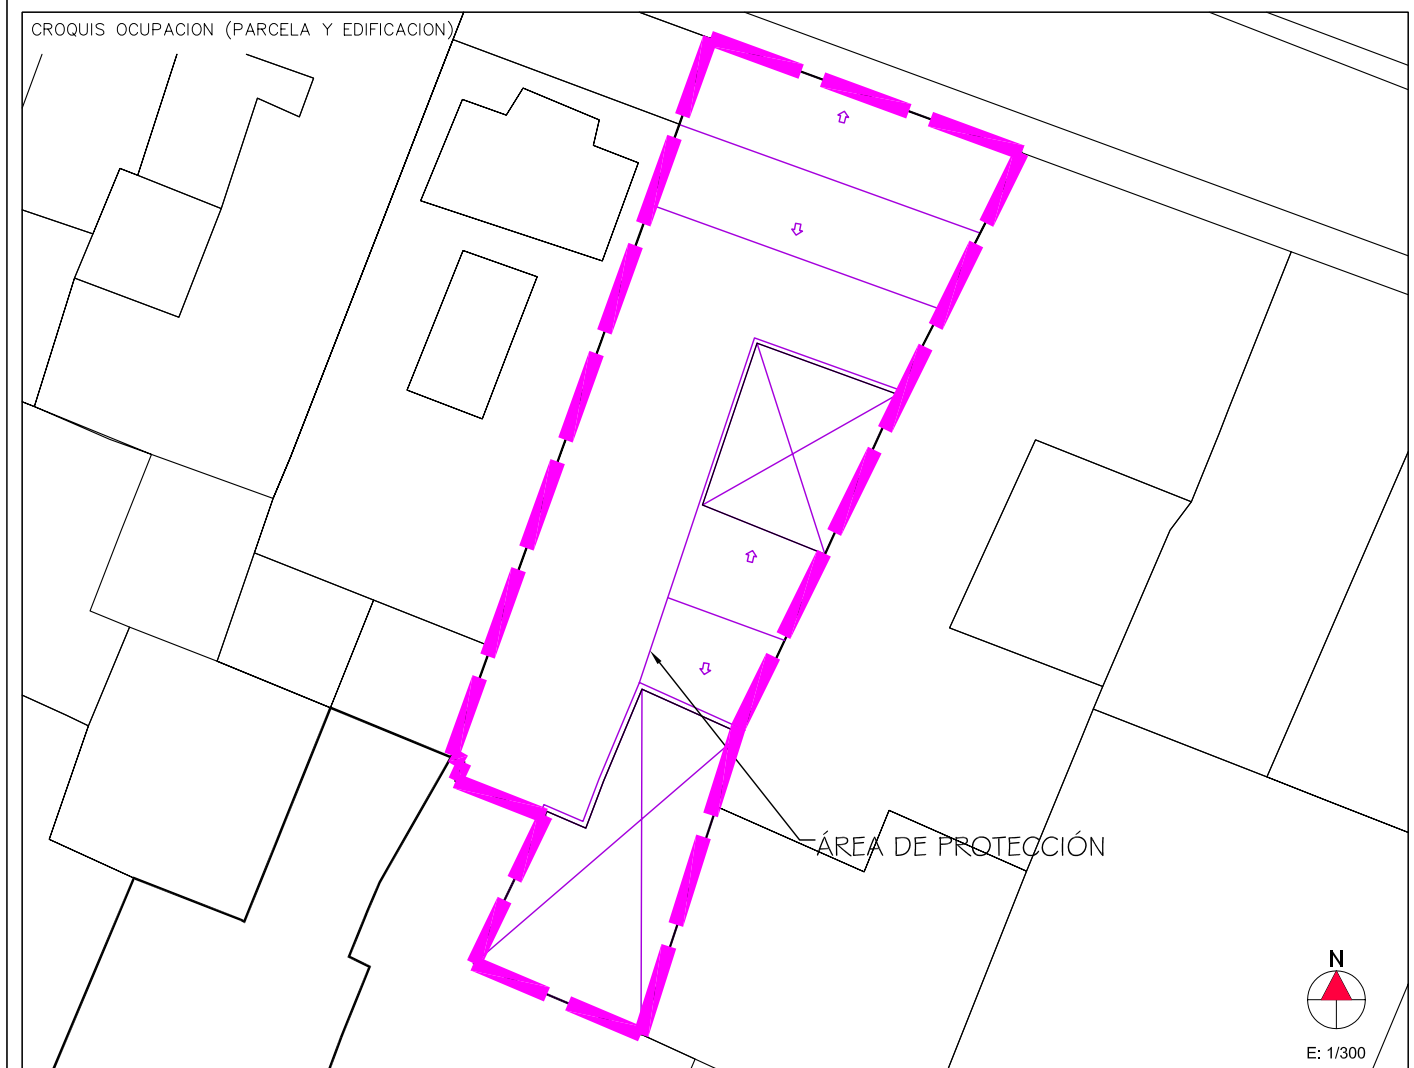 CROQUIS OCUPACION (PARCELA Y EDIFICACION)
ÁREA DE PROTECCIÓN
N
E: 1/300